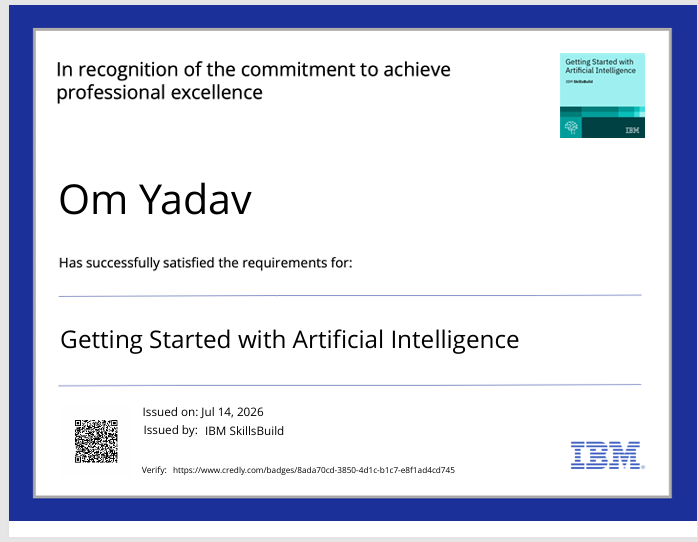 In recognition of the commitment to achieve
professional excellence
Getting Started with
Artificial Intelligence
IBM SkillsBuild
IBM
Om Yadav
Has successfully satisfied the requirements for:
Getting Started with Artificial Intelligence
Issued on: Jul 14, 2026
Issued by: IBM SkillsBuild
Verify: https://www.credly.com/badges/8ada70cd-3850-4d1c-b1c7-e8f1ad4cd745
IBM®